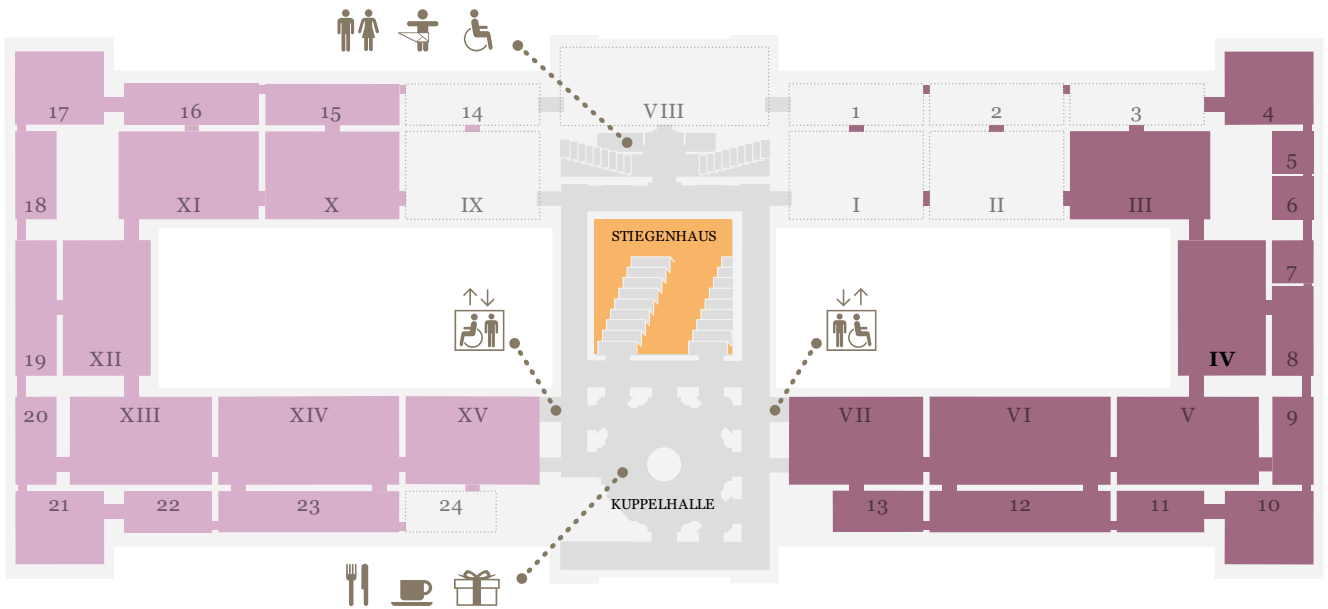 17 16 15 14 VIII 1 2 3 4
5
18 XI X IX I II III 6
STIEGENHAUS
7
19 XII IV 8
20 XIII XIV XV VII VI V 9
21 22 23 24 KUPPELHALLE 13 12 11 10